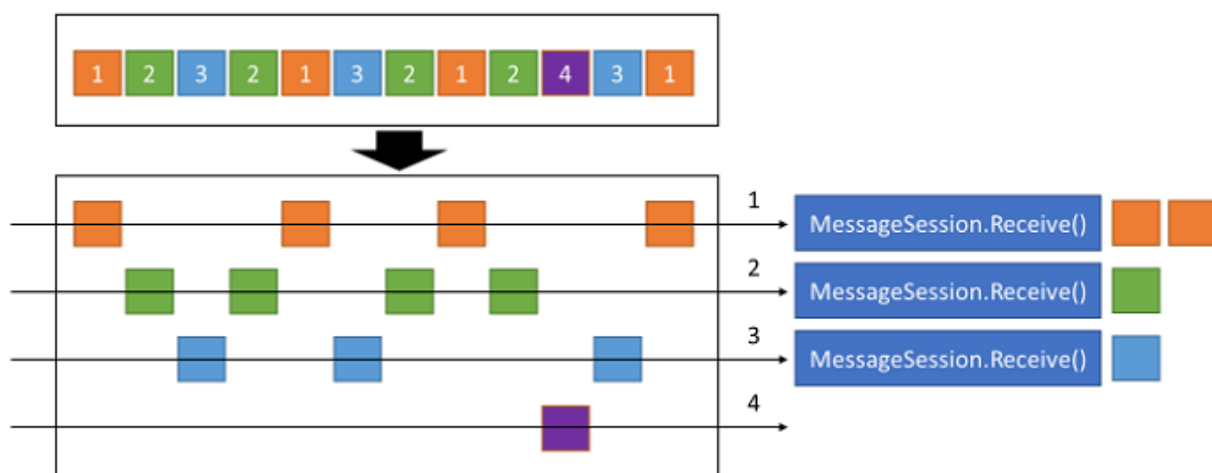 1 2 3 2 1 3 2 1 2 4 3 1
1 MessageSession.Receive()
2 MessageSession.Receive()
3 MessageSession.Receive()
4